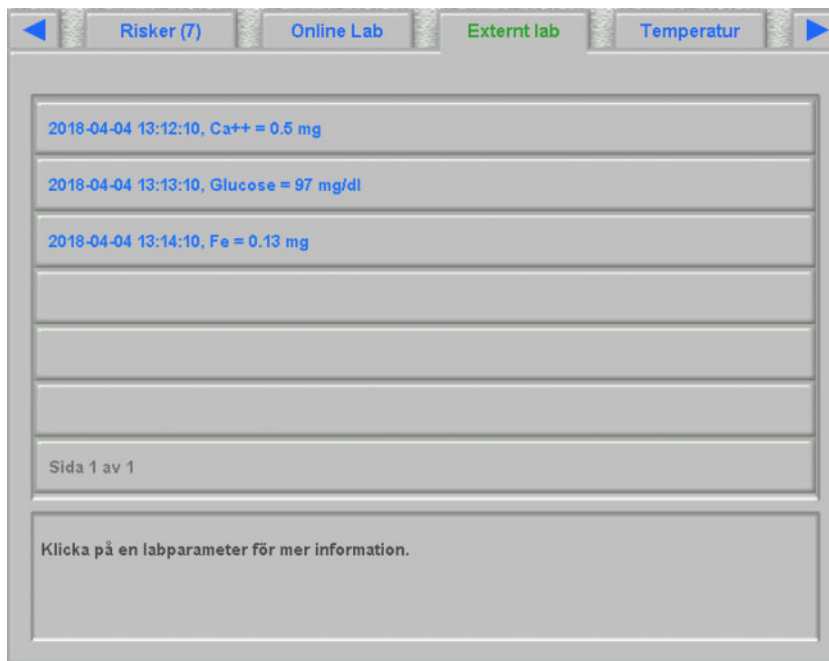 Risker (7) Online Lab Externt lab Temperatur
2018-04-04 13:12:10, Ca++ = 0.5 mg
2018-04-04 13:13:10, Glucose = 97 mg/dl
2018-04-04 13:14:10, Fe = 0.13 mg
Sida 1 av 1
Klicka på en labparameter för mer information.